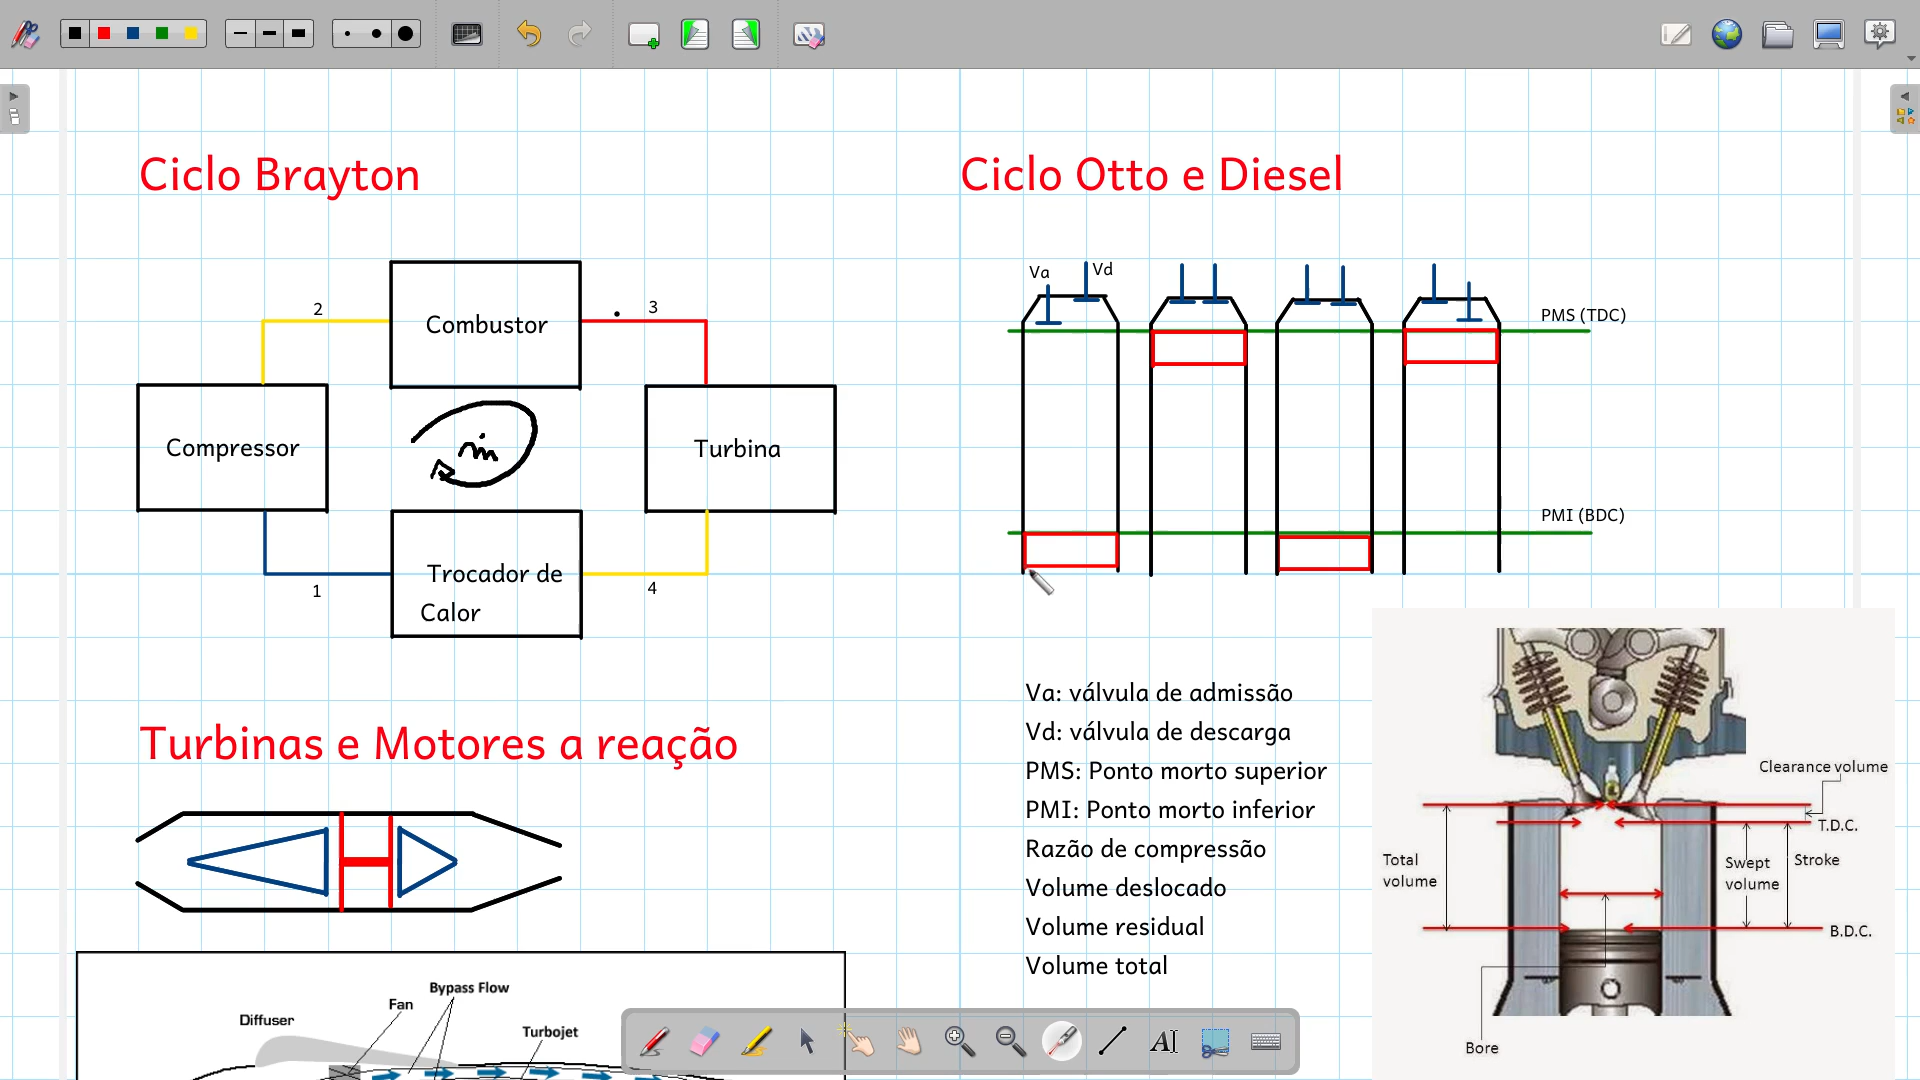 Ciclo Brayton
Combustor
2
3
Compressor
ṁ
Turbina
Trocador de
Calor
1
4
Turbinas e Motores a reação
Bypass Flow
Fan
Diffuser
Turbojet
Ciclo Otto e Diesel
Va
Vd
PMS (TDC)
PMI (BDC)
Va: válvula de admissão
Vd: válvula de descarga
PMS: Ponto morto superior
PMI: Ponto morto inferior
Razão de compressão
Volume deslocado
Volume residual
Volume total
Clearance volume
T.D.C.
Total
volume
Swept
volume
Stroke
B.D.C.
Bore
AI